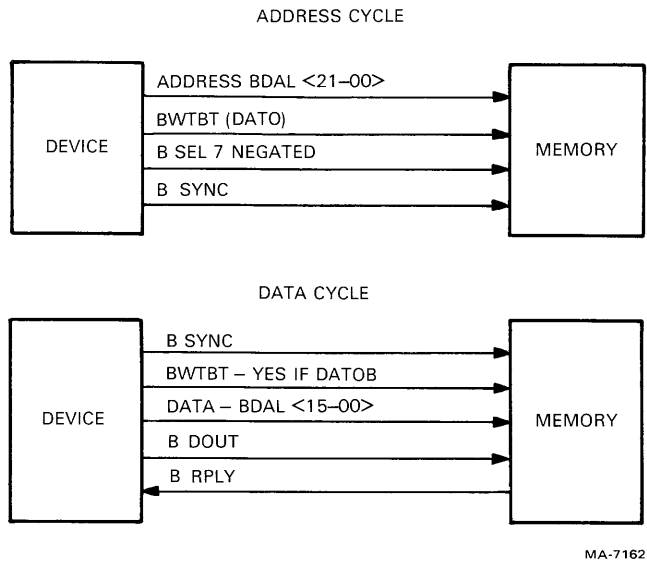 ADDRESS CYCLE
DEVICE
ADDRESS BDAL <21–00>
BWTBT (DATO)
B SEL 7 NEGATED
B SYNC
MEMORY
DATA CYCLE
DEVICE
B SYNC
BWTBT – YES IF DATOB
DATA – BDAL <15–00>
B DOUT
B RPLY
MEMORY
MA-7162